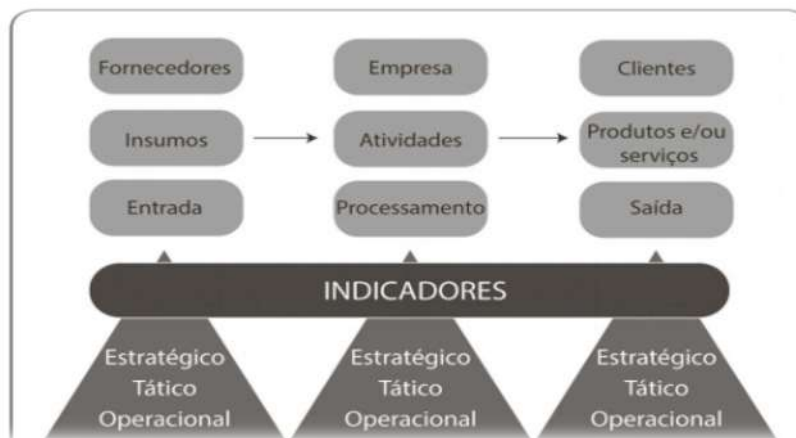 Fornecedores
Empresa
Clientes
Insumos
Atividades
Produtos e/ou
serviços
Entrada
Processamento
Saída
INDICADORES
Estratégico
Tático
Operacional
Estratégico
Tático
Operacional
Estratégico
Tático
Operacional